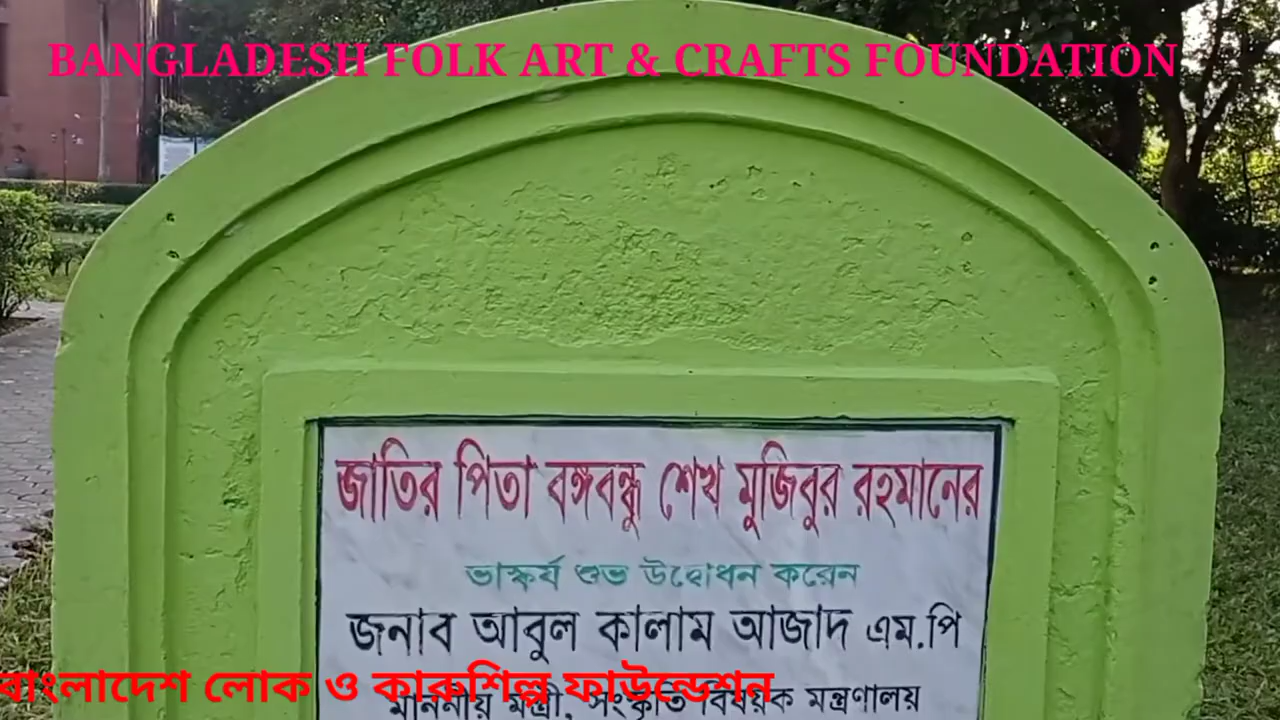 BANGLADESH FOLK ART & CRAFTS FOUNDATION
জাতির পিতা বঙ্গবন্ধু শেখ মুজিবুর রহমানের
ভাস্কর্য শুভ উদ্বোধন করেন
জনাব আবুল কালাম আজাদ এম.পি
বাংলাদেশ লোক ও কারুশিল্প ফাউন্ডেশন
মাননীয় মন্ত্রী, সংস্কৃতি বিষয়ক মন্ত্রণালয়